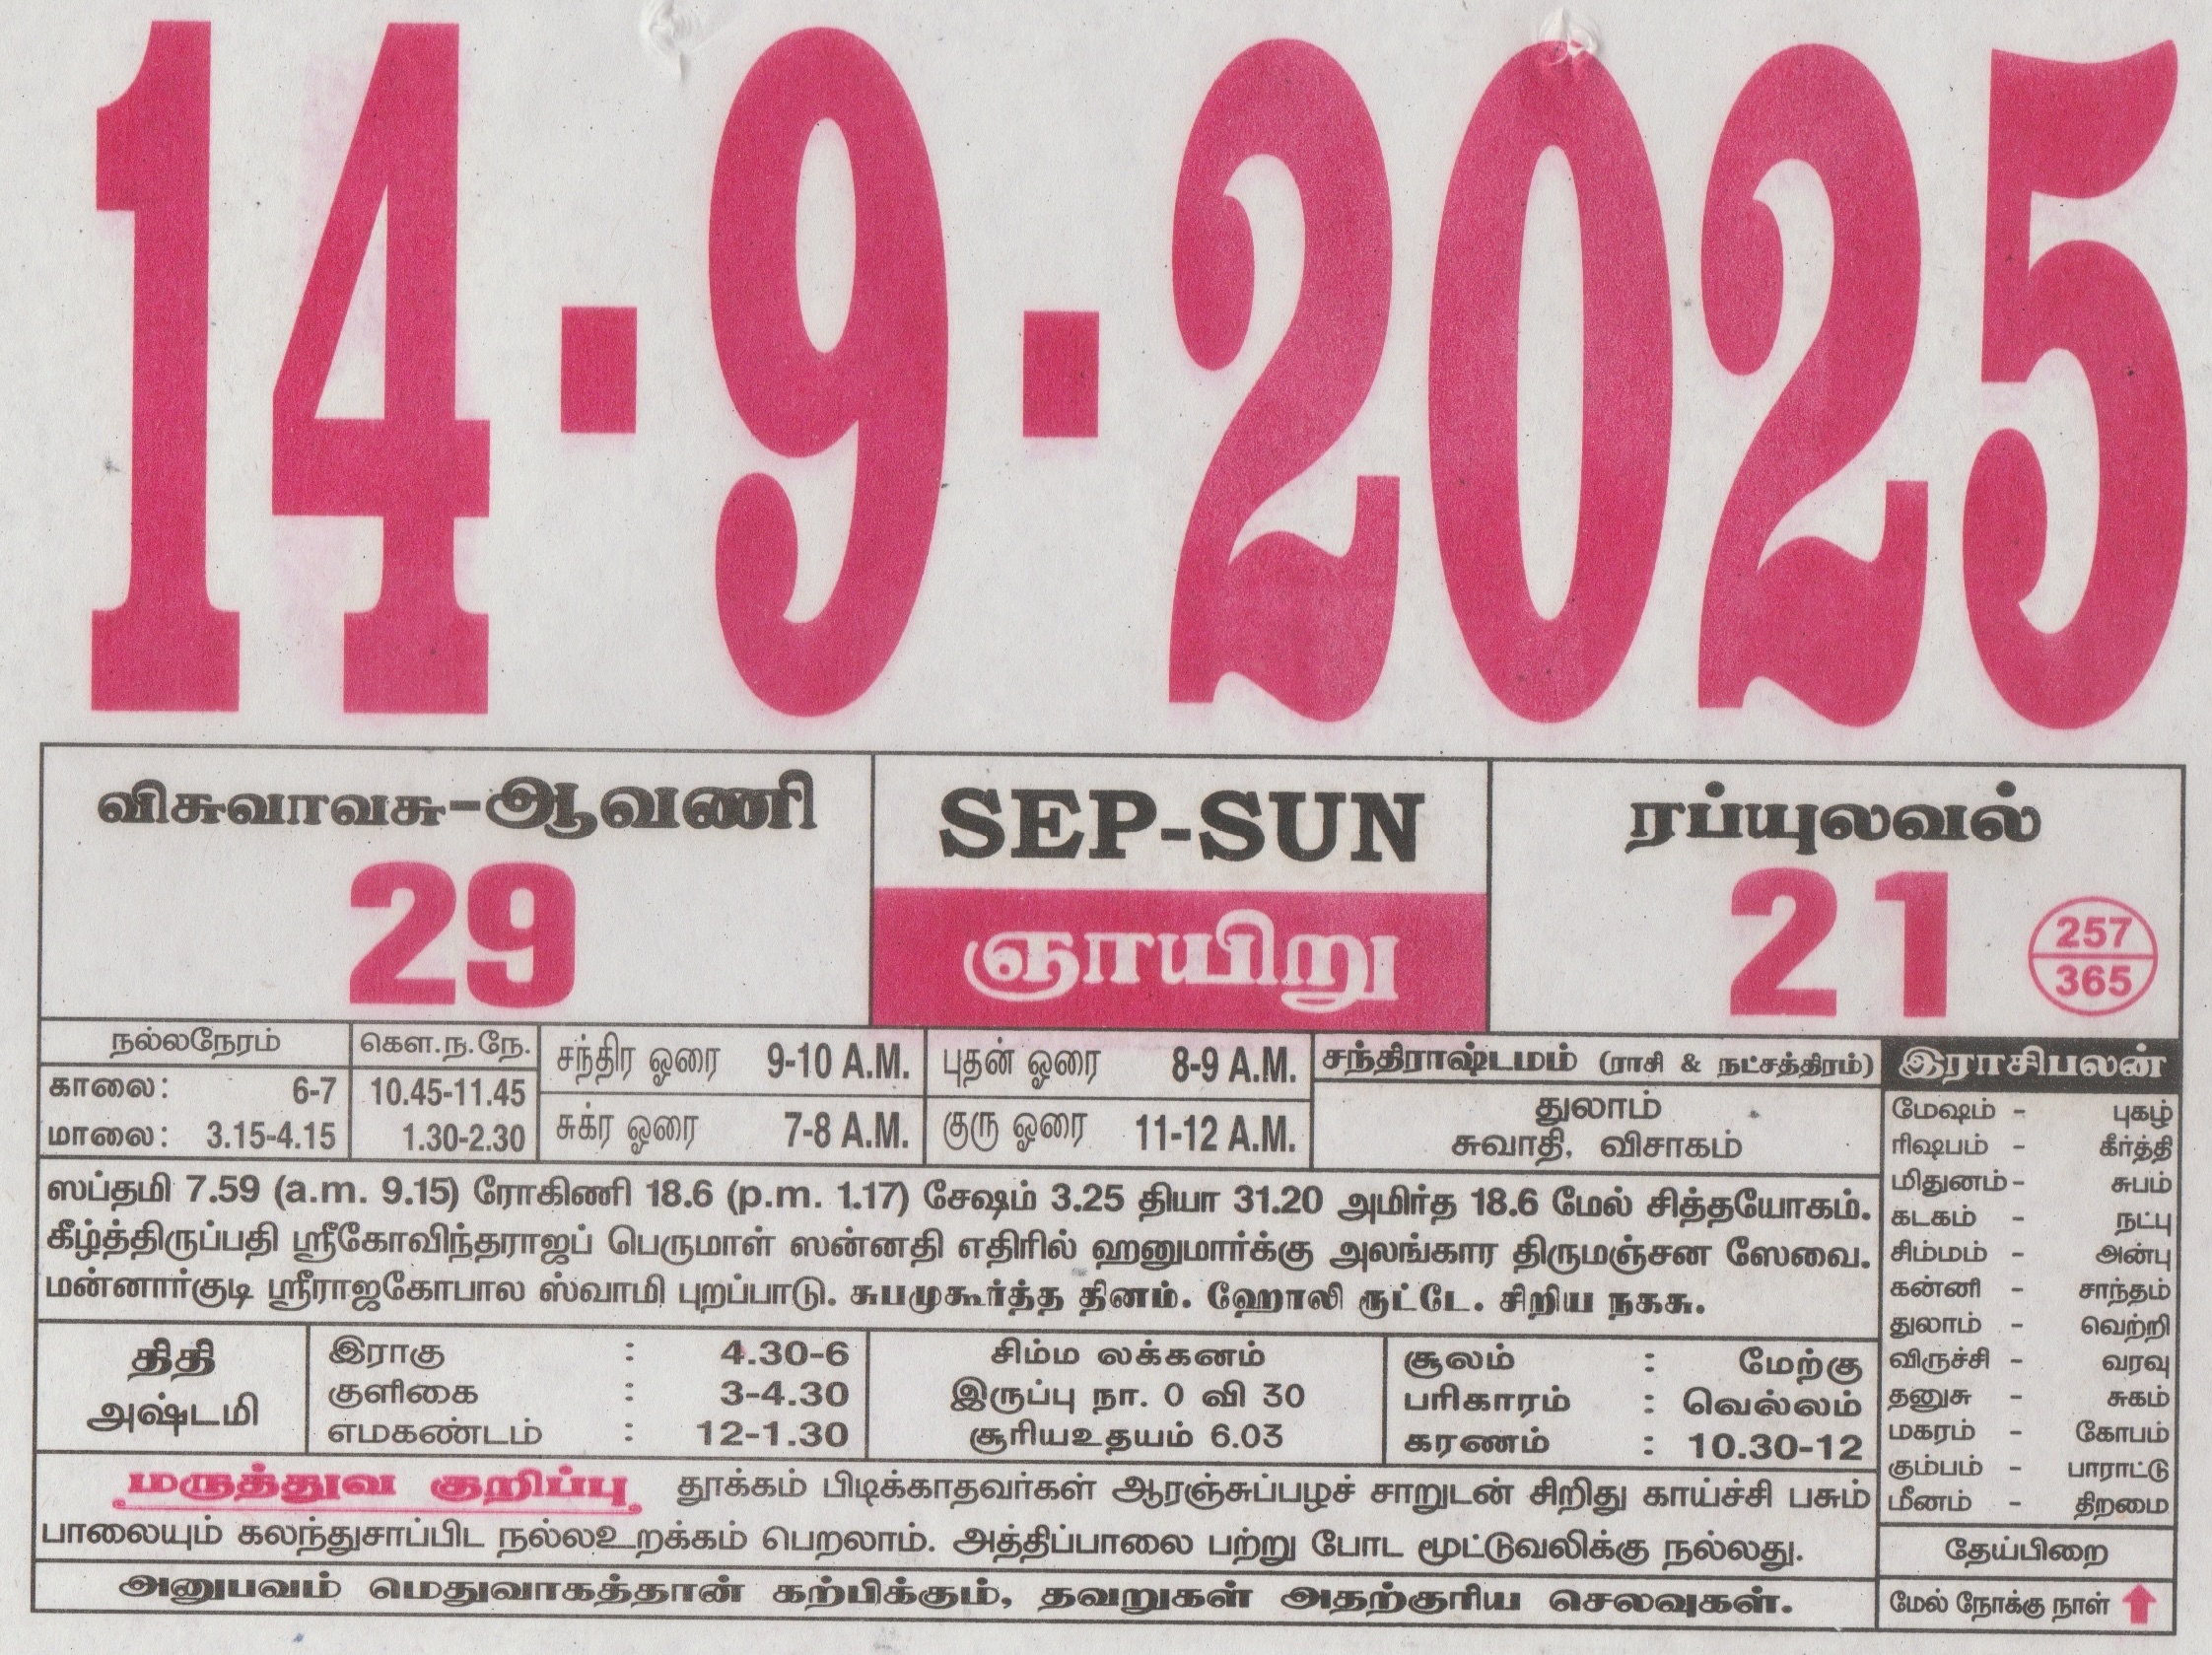 14·9·2025
விசுவாவசு-ஆவணி
29
SEP-SUN
ஞாயிறு
ரப்யுலவல்
21
257
365
நல்லநேரம்
காலை: 6-7
மாலை: 3.15-4.15
கௌ.ந.நே.
10.45-11.45
1.30-2.30
சந்திர ஓரை 9-10 A.M.
சுக்ர ஓரை 7-8 A.M.
புதன் ஓரை 8-9 A.M.
குரு ஓரை 11-12 A.M.
சந்திராஷ்டமம் (ராசி & நட்சத்திரம்)
துலாம்
சுவாதி, விசாகம்
இராசிபலன்
மேஷம் - புகழ்
ரிஷபம் - கீர்த்தி
மிதுனம் - சுபம்
கடகம் - நட்பு
சிம்மம் - அன்பு
கன்னி - சாந்தம்
துலாம் - வெற்றி
விருச்சி - வரவு
தனுசு - சுகம்
மகரம் - கோபம்
கும்பம் - பாராட்டு
மீனம் - திறமை
தேய்பிறை
மேல் நோக்கு நாள்
ஸப்தமி 7.59 (a.m. 9.15) ரோகிணி 18.6 (p.m. 1.17) சேஷம் 3.25 தியா 31.20 அமிர்த 18.6 மேல் சித்தயோகம்.
கீழ்த்திருப்பதி ஸ்ரீகோவிந்தராஜப் பெருமாள் ஸன்னதி எதிரில் ஹனுமார்க்கு அலங்கார திருமஞ்சன ஸேவை.
மன்னார்குடி ஸ்ரீராஜகோபால ஸ்வாமி புறப்பாடு. சுபமுகூர்த்த தினம். ஹோலி ரூட்டே. சிறிய நகசு.
திதி
அஷ்டமி
இராகு : 4.30-6
குளிகை : 3-4.30
எமகண்டம் : 12-1.30
சிம்ம லக்கனம்
இருப்பு நா. 0 வி 30
சூரியஉதயம் 6.03
சூலம் : மேற்கு
பரிகாரம் : வெல்லம்
கரணம் : 10.30-12
மருத்துவ குறிப்பு தூக்கம் பிடிக்காதவர்கள் ஆரஞ்சுப்பழச் சாறுடன் சிறிது காய்ச்சி பசும்
பாலையும் கலந்துசாப்பிட நல்லஉறக்கம் பெறலாம். அத்திப்பாலை பற்று போட மூட்டுவலிக்கு நல்லது.
அனுபவம் மெதுவாகத்தான் கற்பிக்கும், தவறுகள் அதற்குரிய செலவுகள்.